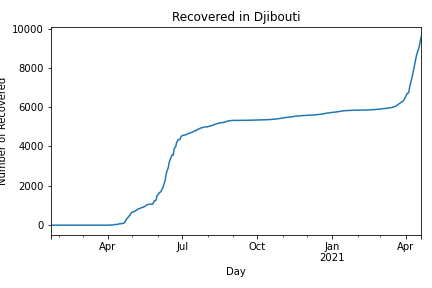 Recovered in Djibouti
Number of Recovered
10000
8000
6000
4000
2000
0
Apr
Jul
Oct
Jan
2021
Apr
Day